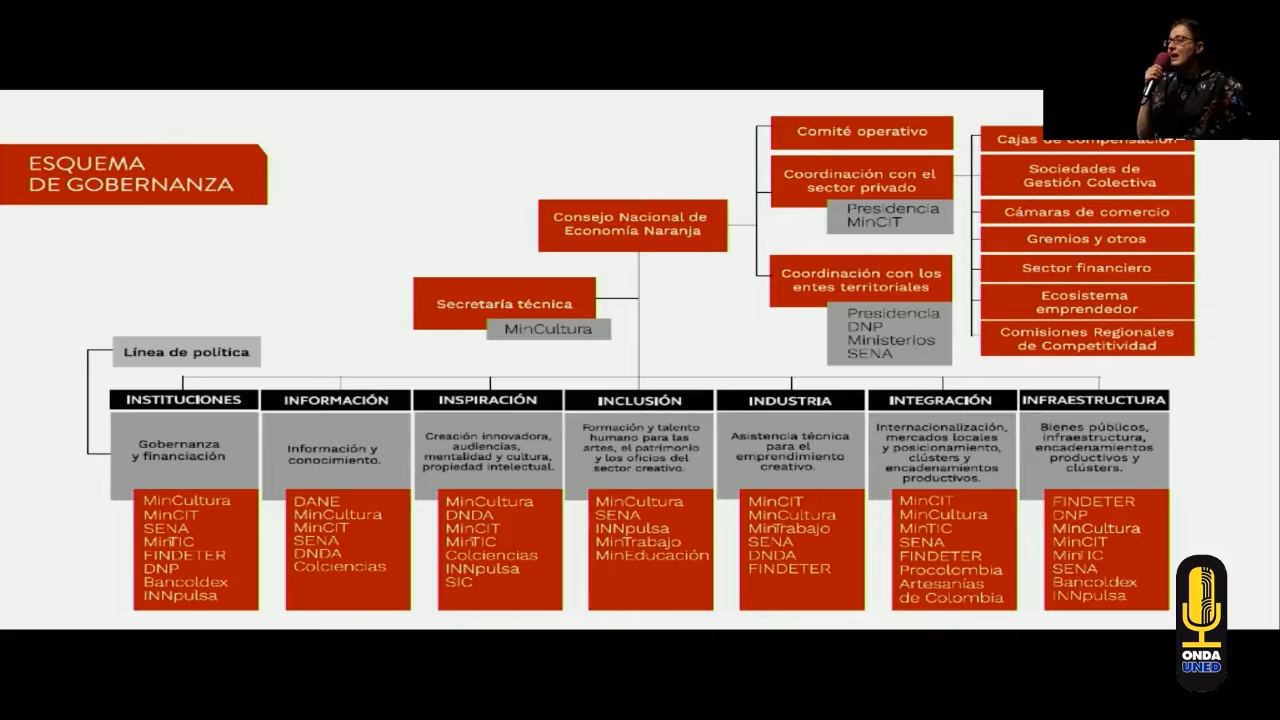 ESQUEMA
DE GOBERNANZA
Comité operativo
Coordinación con el
sector privado
Presidencia
MinCIT
Consejo Nacional de
Economía Naranja
Coordinación con los
entes territoriales
Presidencia
DNP
Ministerios
SENA
Cajas de compensación
Sociedades de
Gestión Colectiva
Cámaras de comercio
Gremios y otros
Sector financiero
Ecosistema
emprendedor
Comisiones Regionales
de Competitividad
Secretaría técnica
MinCultura
Línea de política
INSTITUCIONES
Gobernanza
y financiación
MinCultura
MinCIT
SENA
MinTIC
FINDETER
DNP
Bancoldex
INNpulsa
INFORMACIÓN
Información y
conocimiento.
DANE
MinCultura
MinCIT
SENA
DNDA
Colciencias
INSPIRACIÓN
Creación innovadora,
audiencias,
mentalidad y cultura,
propiedad intelectual.
MinCultura
DNDA
MinCIT
MinTIC
Colciencias
INNpulsa
SIC
INCLUSIÓN
Formación y talento
humano para las
artes, el patrimonio
y los oficios del
sector creativo.
MinCultura
SENA
INNpulsa
MinTrabajo
MinEducación
INDUSTRIA
Asistencia técnica
para el
emprendimiento
creativo.
MinCIT
MinCultura
MinTrabajo
SENA
DNDA
FINDETER
INTEGRACIÓN
Internacionalización,
mercados locales
y posicionamiento,
clústers y
encadenamientos
productivos.
MinCIT
MinCultura
MinTIC
SENA
FINDETER
Procolombia
Artesanías
de Colombia
INFRAESTRUCTURA
Bienes públicos,
infraestructura,
encadenamientos
productivos y
clústers.
FINDETER
DNP
MinCultura
MinCIT
MinTIC
SENA
Bancoldex
INNpulsa
ONDA
UNED